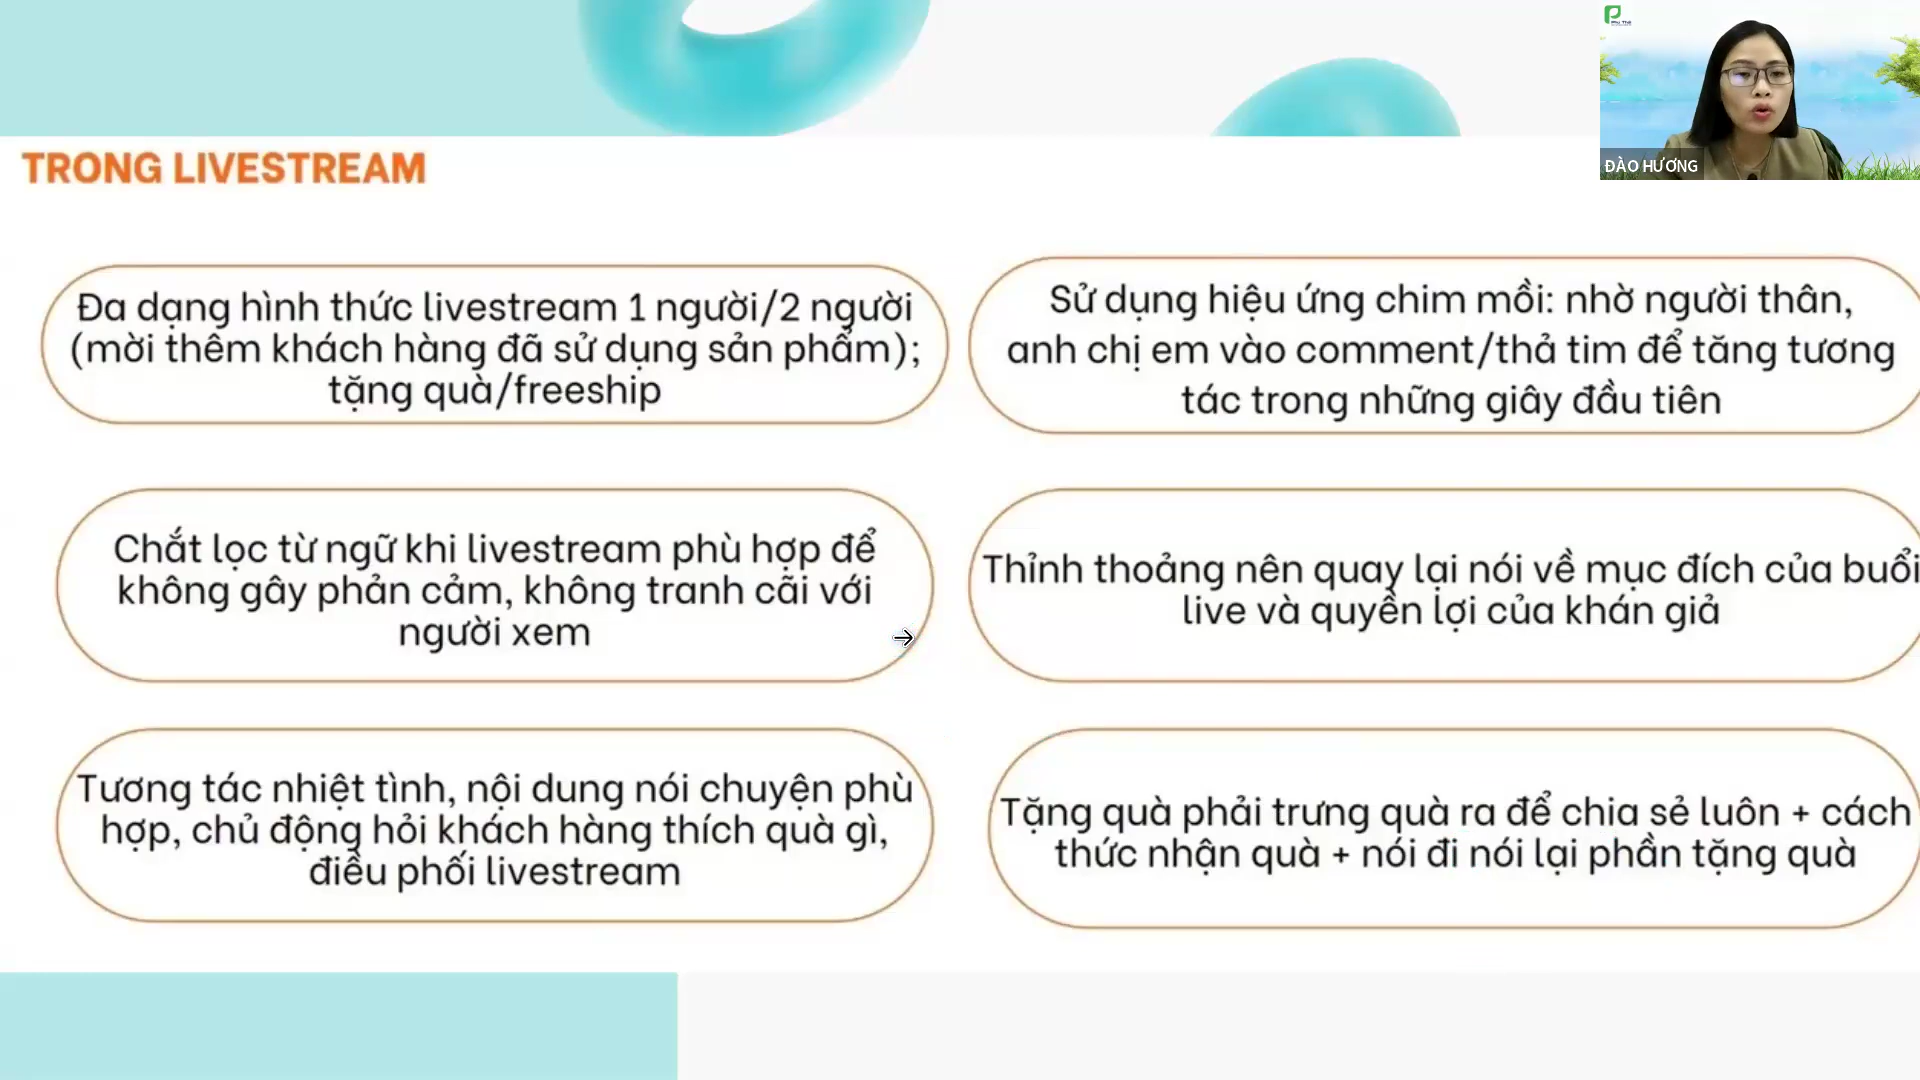 TRONG LIVESTREAM
ĐÀO HƯƠNG
Đa dạng hình thức livestream 1 người/2 người
(mời thêm khách hàng đã sử dụng sản phẩm);
tặng quà/freeship
Sử dụng hiệu ứng chim mồi: nhờ người thân,
anh chị em vào comment/thả tim để tăng tương
tác trong những giây đầu tiên
Chắt lọc từ ngữ khi livestream phù hợp để
không gây phản cảm, không tranh cãi với
người xem
Thỉnh thoảng nên quay lại nói về mục đích của buổi
live và quyền lợi của khán giả
Tương tác nhiệt tình, nội dung nói chuyện phù
hợp, chủ động hỏi khách hàng thích quà gì,
điều phối livestream
Tặng quà phải trưng quà ra để chia sẻ luôn + cách
thức nhận quà + nói đi nói lại phần tặng quà